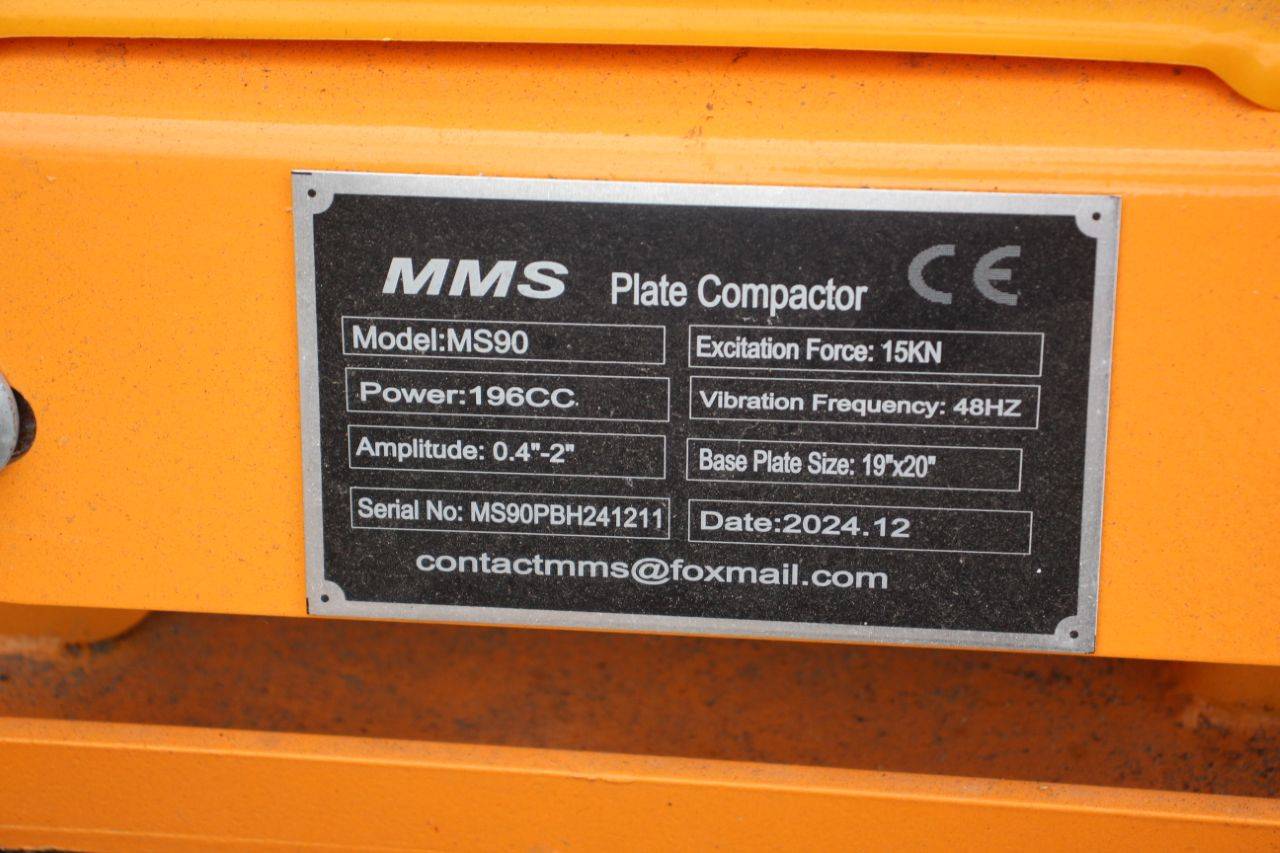 MMS Plate Compactor CE
Model:MS90
Excitation Force: 15KN
Power:196CC
Vibration Frequency: 48HZ
Amplitude: 0.4"-2"
Base Plate Size: 19"x20"
Serial No: MS90PBH241211
Date:2024.12
contactmms@foxmail.com